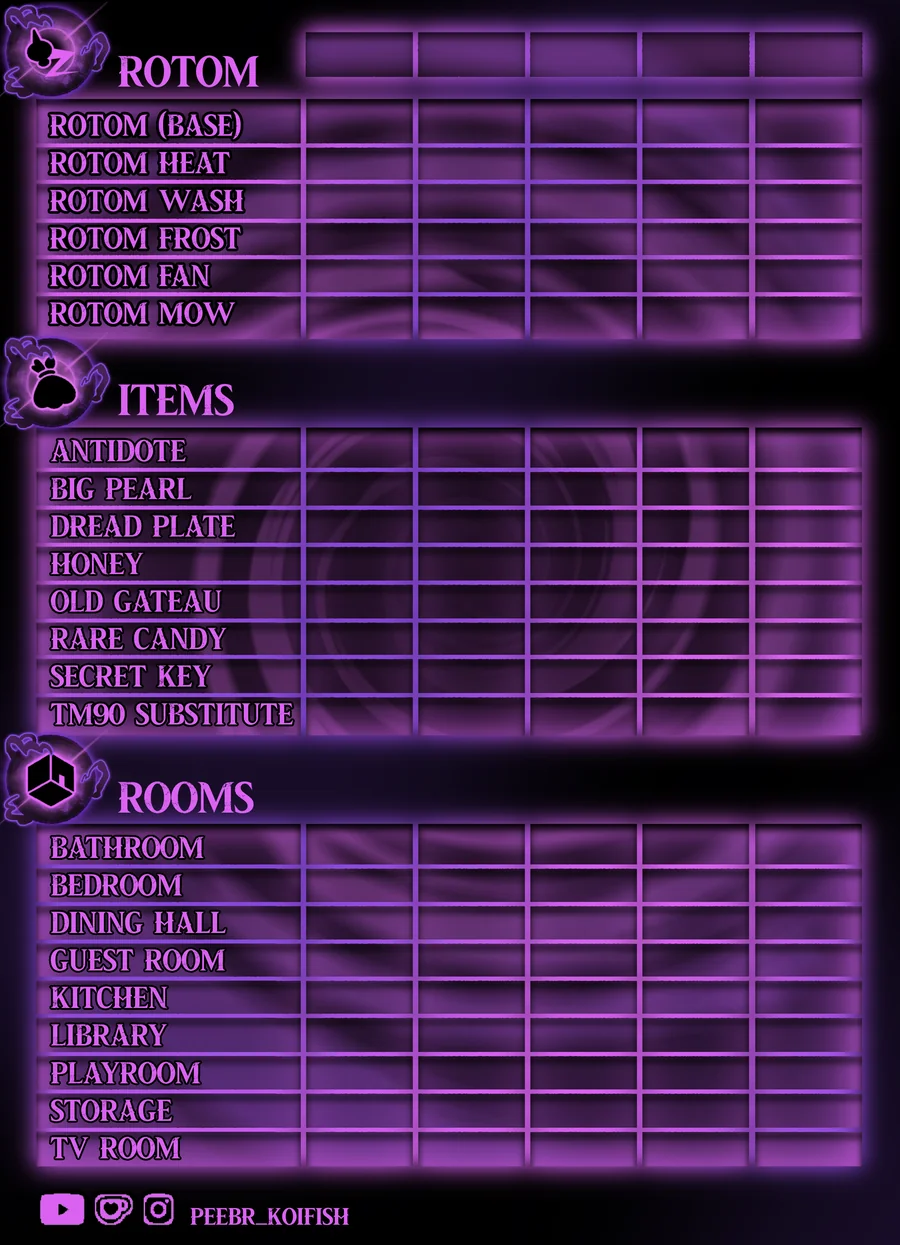 ROTOM
ROTOM (BASE)
ROTOM HEAT
ROTOM WASH
ROTOM FROST
ROTOM FAN
ROTOM MOW
ITEMS
ANTIDOTE
BIG PEARL
DREAD PLATE
HONEY
OLD GATEAU
RARE CANDY
SECRET KEY
TM90 SUBSTITUTE
ROOMS
BATHROOM
BEDROOM
DINING HALL
GUEST ROOM
KITCHEN
LIBRARY
PLAYROOM
STORAGE
TV ROOM
PEEBR_KOIFISH